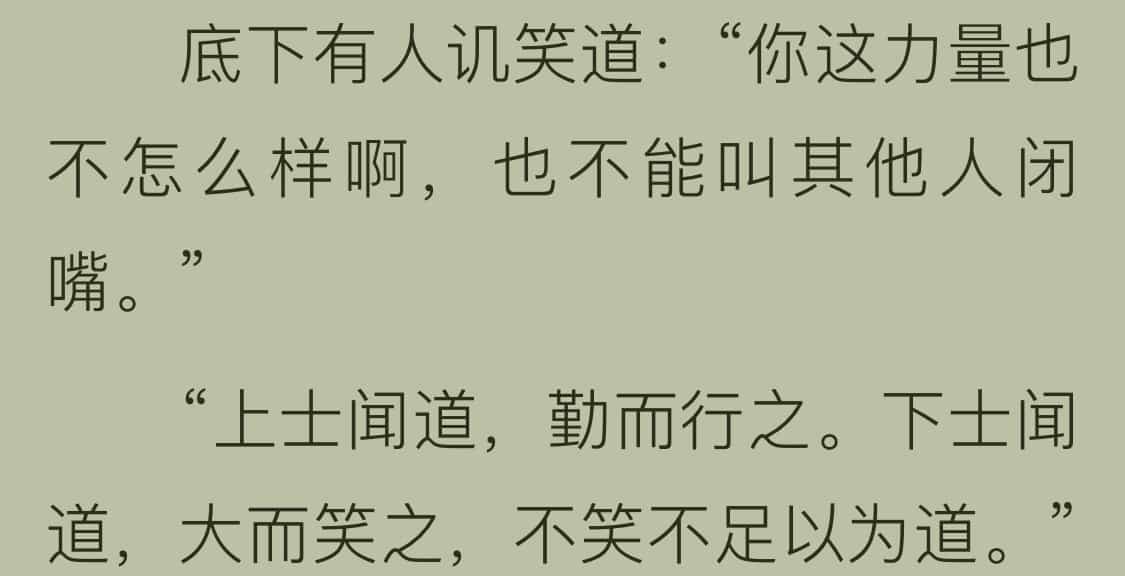 底下有人讥笑道：“你这力量也
不怎么样啊，也不能叫其他人闭
嘴。”
“上士闻道，勤而行之。下士闻
道，大而笑之，不笑不足以为道。”